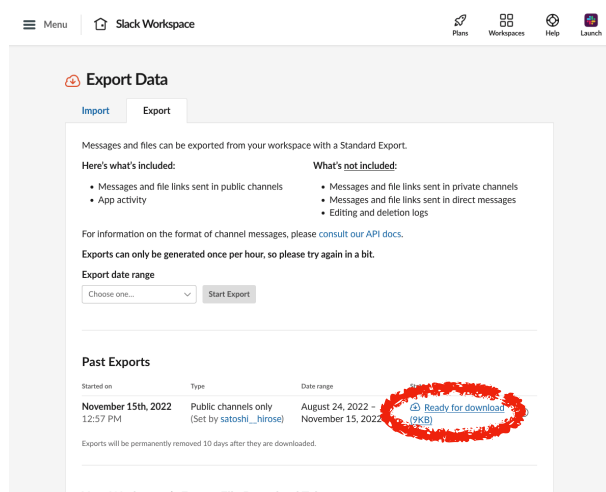 Menu
Slack Workspace
Plans
Workspaces
Help
Launch
Export Data
Import
Export
Messages and files can be exported from your workspace with a Standard Export.
Here's what's included:
• Messages and file links sent in public channels
• App activity
What's not included:
• Messages and file links sent in private channels
• Messages and file links sent in direct messages
• Editing and deletion logs
For information on the format of channel messages, please consult our API docs.
Exports can only be generated once per hour, so please try again in a bit.
Export date range
Choose one...
Start Export
Past Exports
Started on
Type
Date range
November 15th, 2022
12:57 PM
Public channels only
(Set by satoshi__hirose)
August 24, 2022 –
November 15, 2022
Ready for download
(9KB)
Exports will be permanently removed 10 days after they are downloaded.